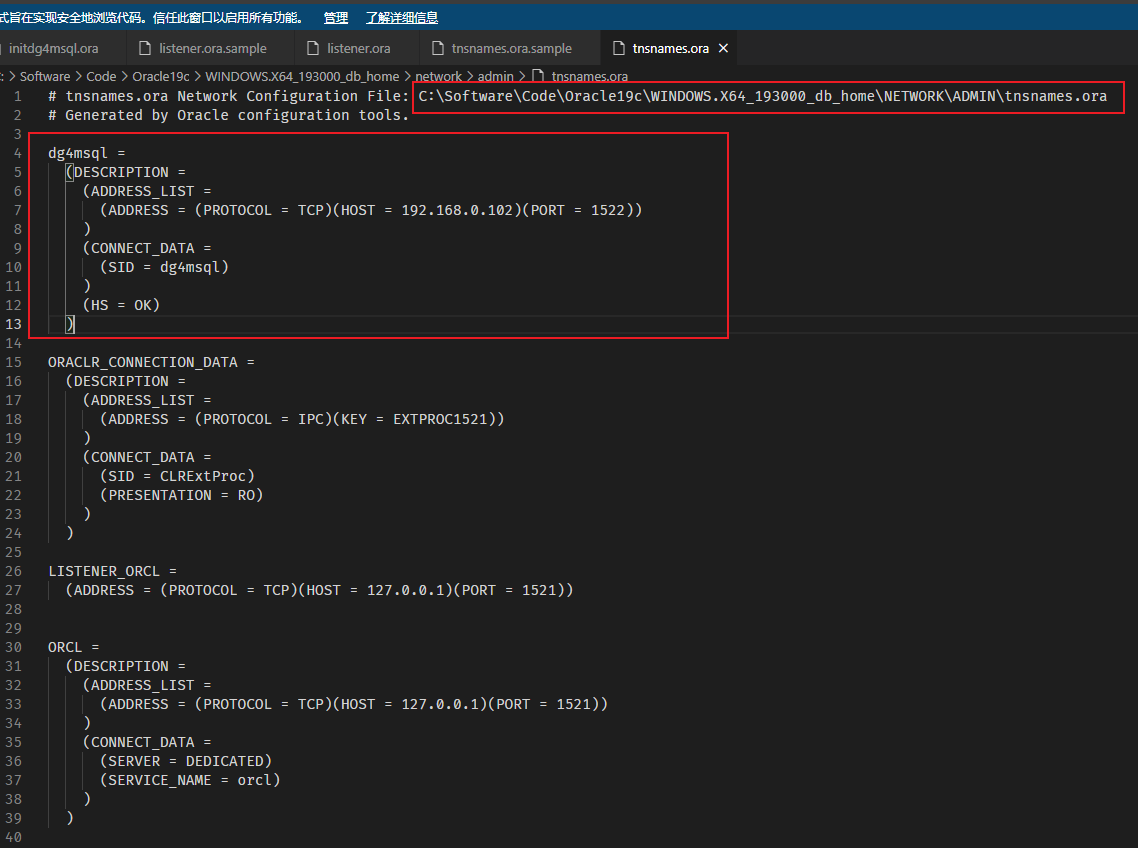 式旨在实现安全地浏览代码。信任此窗口以启用所有功能。 管理 了解详细信息
initdg4msql.ora listener.ora.sample listener.ora tnsnames.ora.sample tnsnames.ora ✕
: > Software > Code > Oracle19c > WINDOWS.X64_193000_db_home > network > admin > tnsnames.ora
1 # tnsnames.ora Network Configuration File: C:\Software\Code\Oracle19c\WINDOWS.X64_193000_db_home\NETWORK\ADMIN\tnsnames.ora
2 # Generated by Oracle configuration tools.
3
4 dg4msql =
5 (DESCRIPTION =
6 (ADDRESS_LIST =
7 (ADDRESS = (PROTOCOL = TCP)(HOST = 192.168.0.102)(PORT = 1522))
8 )
9 (CONNECT_DATA =
10 (SID = dg4msql)
11 )
12 (HS = OK)
13 )
14
15 ORACLR_CONNECTION_DATA =
16 (DESCRIPTION =
17 (ADDRESS_LIST =
18 (ADDRESS = (PROTOCOL = IPC)(KEY = EXTPROC1521))
19 )
20 (CONNECT_DATA =
21 (SID = CLRExtProc)
22 (PRESENTATION = RO)
23 )
24 )
25
26 LISTENER_ORCL =
27 (ADDRESS = (PROTOCOL = TCP)(HOST = 127.0.0.1)(PORT = 1521))
28
29
30 ORCL =
31 (DESCRIPTION =
32 (ADDRESS_LIST =
33 (ADDRESS = (PROTOCOL = TCP)(HOST = 127.0.0.1)(PORT = 1521))
34 )
35 (CONNECT_DATA =
36 (SERVER = DEDICATED)
37 (SERVICE_NAME = orcl)
38 )
39 )
40